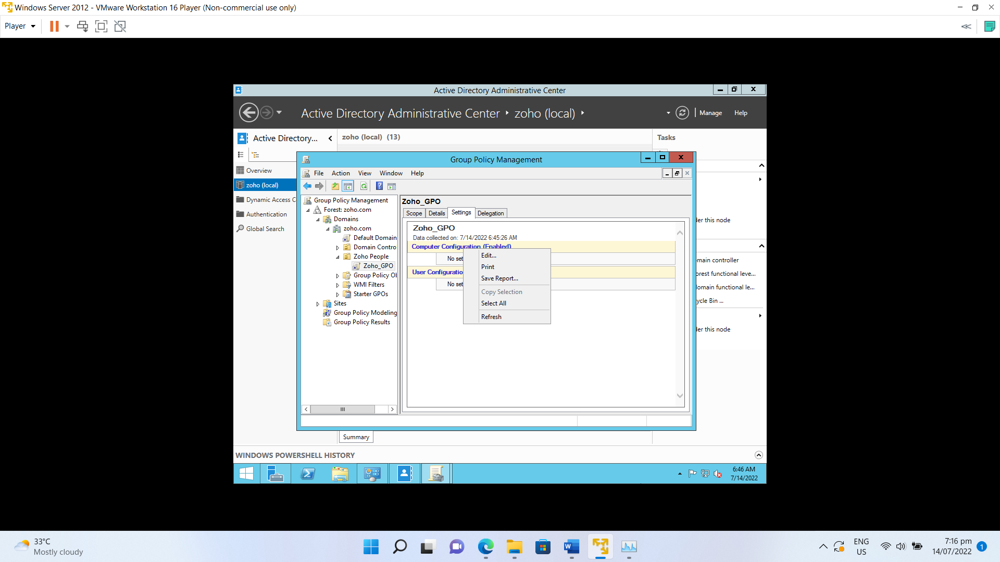 Windows Server 2012 - VMware Workstation 16 Player (Non-commercial use only)
Player
Active Directory Administrative Center
Active Directory Administrative Center
zoho (local)
Manage
Help
Active Directory...
zoho (local) (13)
Tasks
Overview
zoho (local)
Dynamic Access C
Authentication
Global Search
Group Policy Management
File
Action
View
Window
Help
Group Policy Management
Forest: zoho.com
Domains
zoho.com
Default Domain
Domain Contro
Zoho People
Zoho_GPO
Group Policy Ob
WMI Filters
Starter GPOs
Sites
Group Policy Modeling
Group Policy Results
Zoho_GPO
Scope
Details
Settings
Delegation
Zoho_GPO
Data collected on: 7/14/2022 6:45:26 AM
Computer Configuration (Enabled)
No set
User Configuratio
No set
Edit...
Print
Save Report...
Copy Selection
Select All
Refresh
der this node
main controller
orest functional leve...
omain functional le...
ycle Bin ...
der this node
Summary
WINDOWS POWERSHELL HISTORY
6:46 AM
7/14/2022
33°C
Mostly cloudy
W
ENG
US
7:16 pm
14/07/2022
1